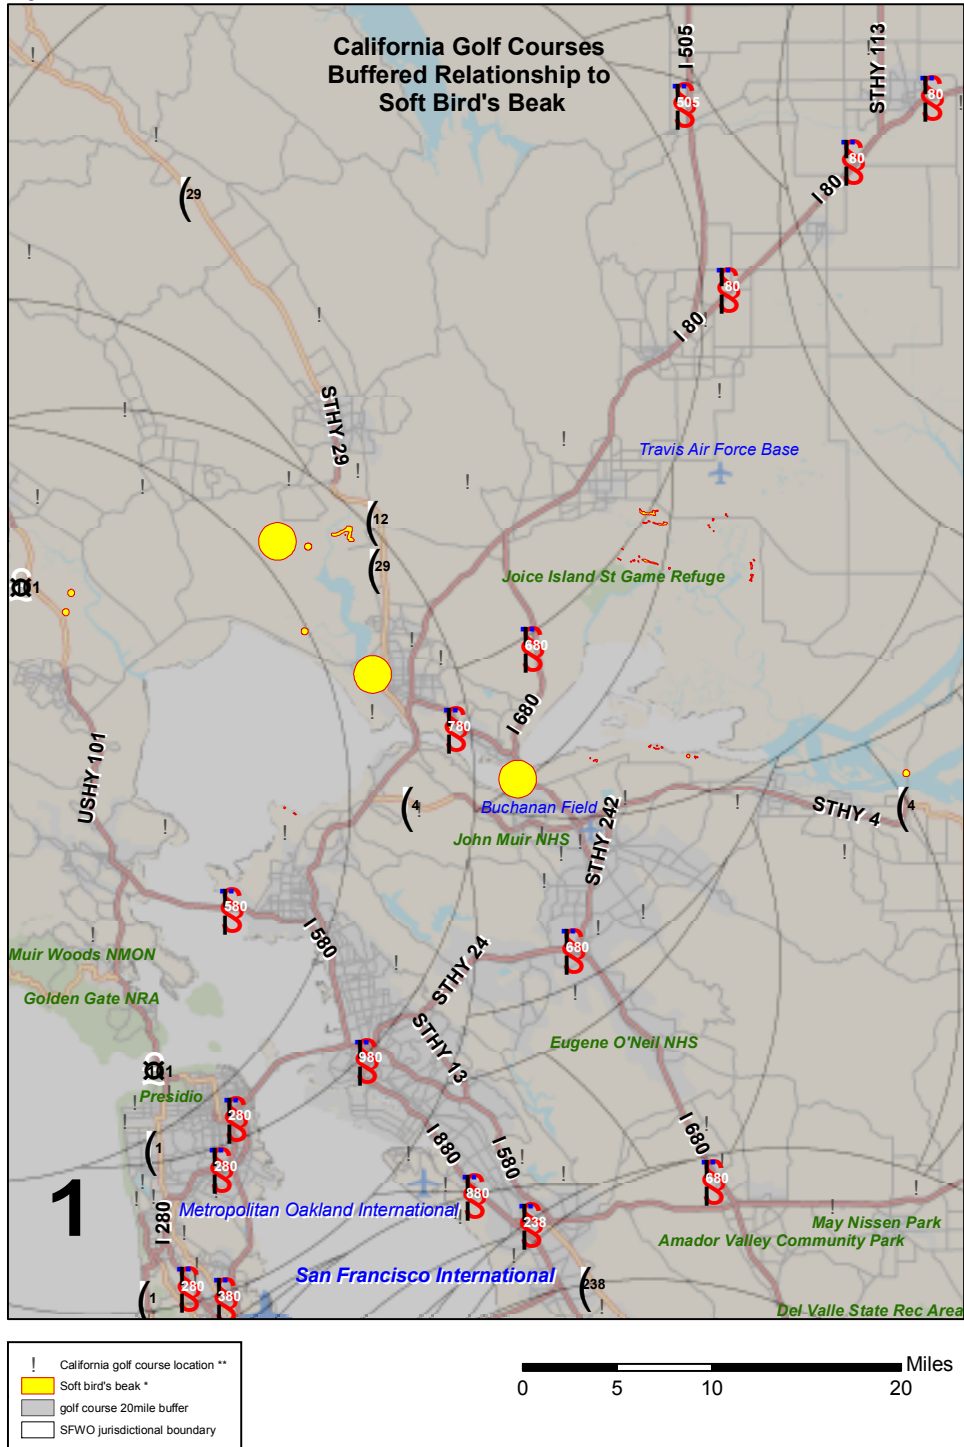 California Golf Courses
Buffered Relationship to
Soft Bird's Beak
I 505
STHY 113
505
80
80
I 80
29
80
I 80
STHY 29
Travis Air Force Base
12
29
Joice Island St Game Refuge
101
680
I 680
780
USHY 101
4
Buchanan Field
STHY 242
STHY 4
4
John Muir NHS
580
I 580
STHY 24
680
Muir Woods NMON
Golden Gate NRA
STHY 13
Eugene O'Neil NHS
980
101
Presidio
280
1
280
I 880
I 580
I 680
680
880
1
I 280
Metropolitan Oakland International
238
May Nissen Park
Amador Valley Community Park
San Francisco International
280
380
1
238
Del Valle State Rec Area
! California golf course location **
Soft bird's beak *
golf course 20mile buffer
SFWO jurisdictional boundary
Miles
0 5 10 20